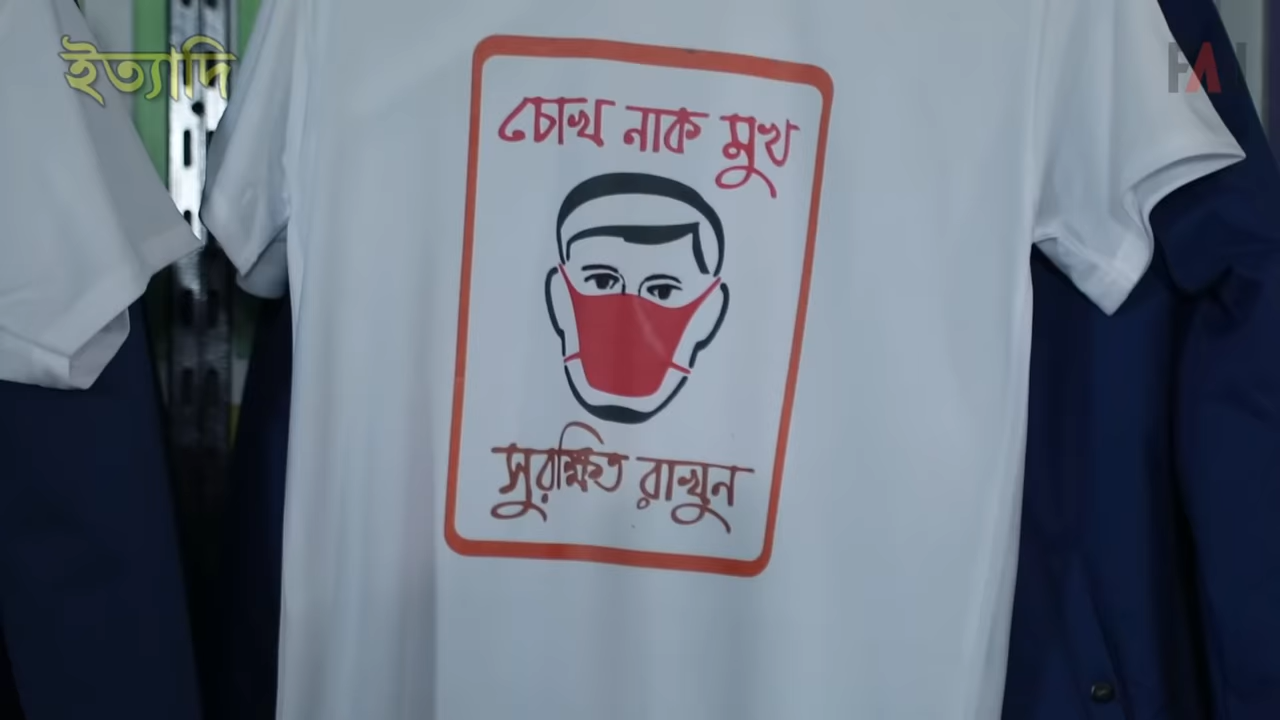 ইত্যাদি
চোখ নাক মুখ
সুরক্ষিত রাখুন